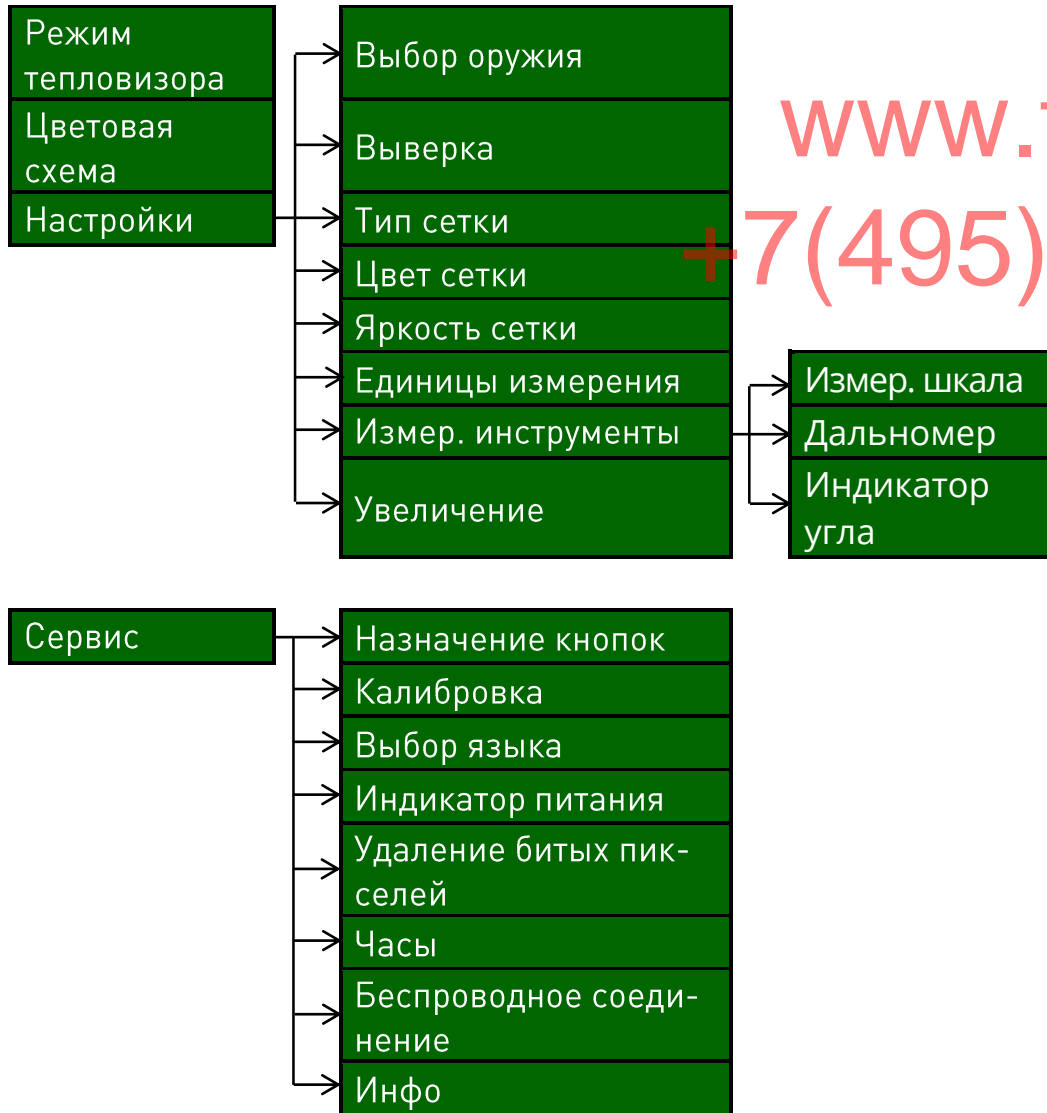 Режим
тепловизора
Цветовая
схема
Настройки
Выбор оружия
Выверка
Тип сетки
Цвет сетки
Яркость сетки
Единицы измерения
Измер. инструменты
Увеличение
www.
+7(495)
Измер. шкала
Дальномер
Индикатор
угла
Сервис
Назначение кнопок
Калибровка
Выбор языка
Индикатор питания
Удаление битых пик-
селей
Часы
Беспроводное соеди-
нение
Инфо